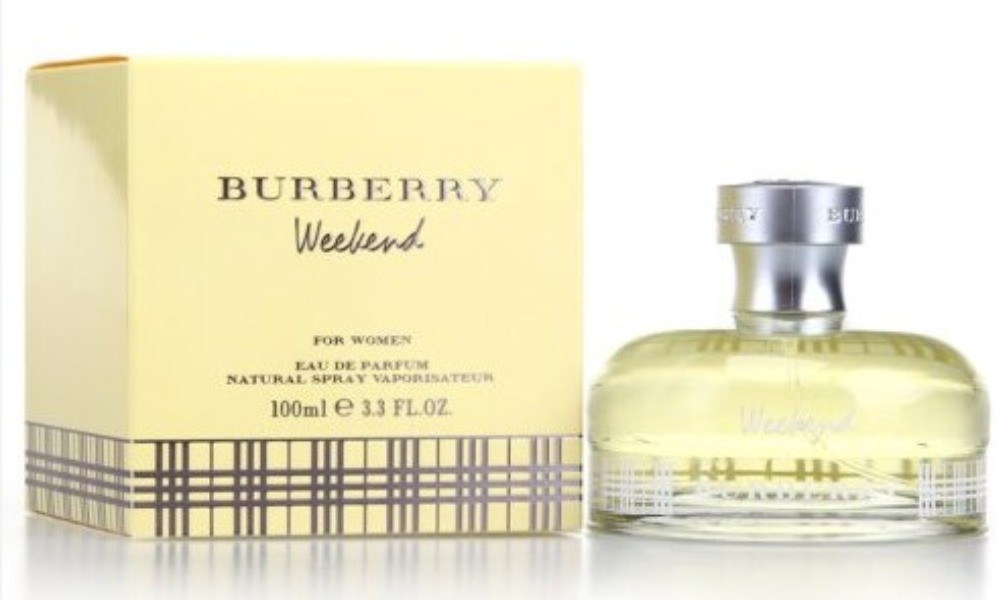 BURBERRY
Weekend
FOR WOMEN
EAU DE PARFUM
NATURAL SPRAY VAPORISATEUR
100ml e 3.3 FL.OZ.
Weekend